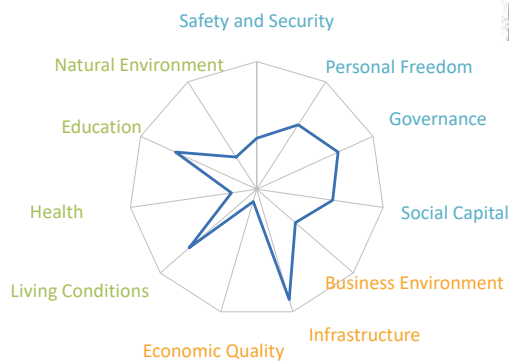 Safety and Security
Natural Environment
Personal Freedom
Education
Governance
Health
Social Capital
Living Conditions
Business Environment
Infrastructure
Economic Quality